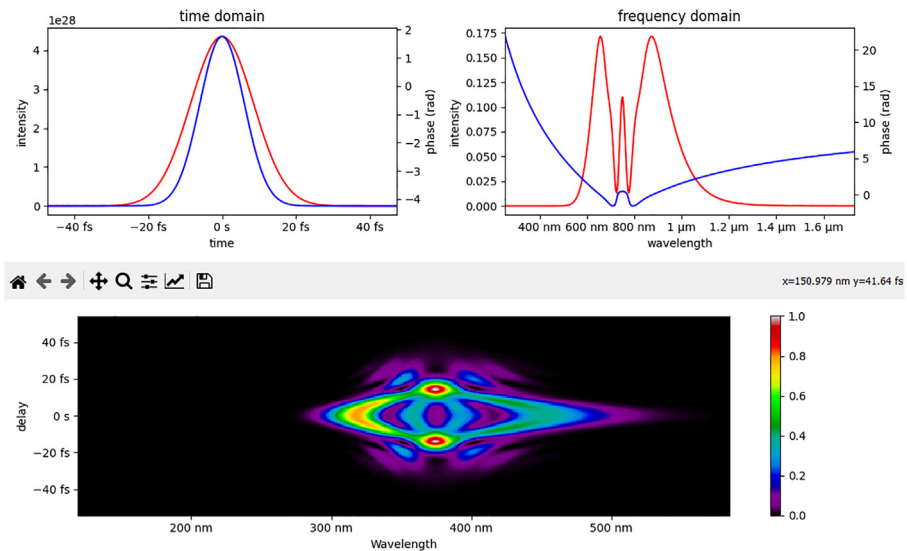 time domain
1e28
4
3
2
1
0
intensity
2
1
0
−1
−2
−3
−4
phase (rad)
−40 fs −20 fs 0 s 20 fs 40 fs
time
frequency domain
0.175
0.150
0.125
0.100
0.075
0.050
0.025
0.000
intensity
20
15
10
5
0
phase (rad)
400 nm 600 nm 800 nm 1 µm 1.2 µm 1.4 µm 1.6 µm
wavelength
x=150.979 nm y=41.64 fs
40 fs
20 fs
0 s
−20 fs
−40 fs
delay
200 nm 300 nm 400 nm 500 nm
Wavelength
1.0
0.8
0.6
0.4
0.2
0.0